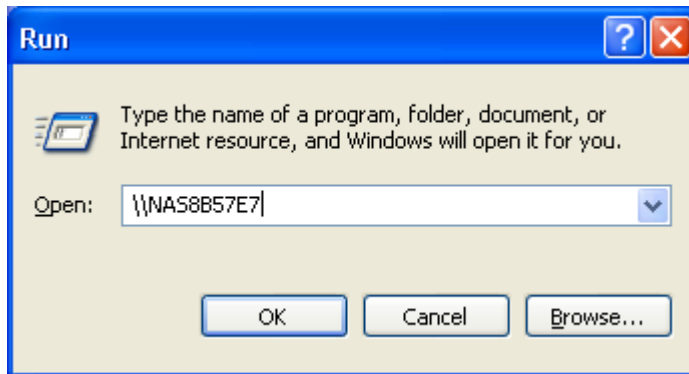 Run
?
Type the name of a program, folder, document, or
Internet resource, and Windows will open it for you.
Open: \\NAS8B57E7
OK Cancel Browse...